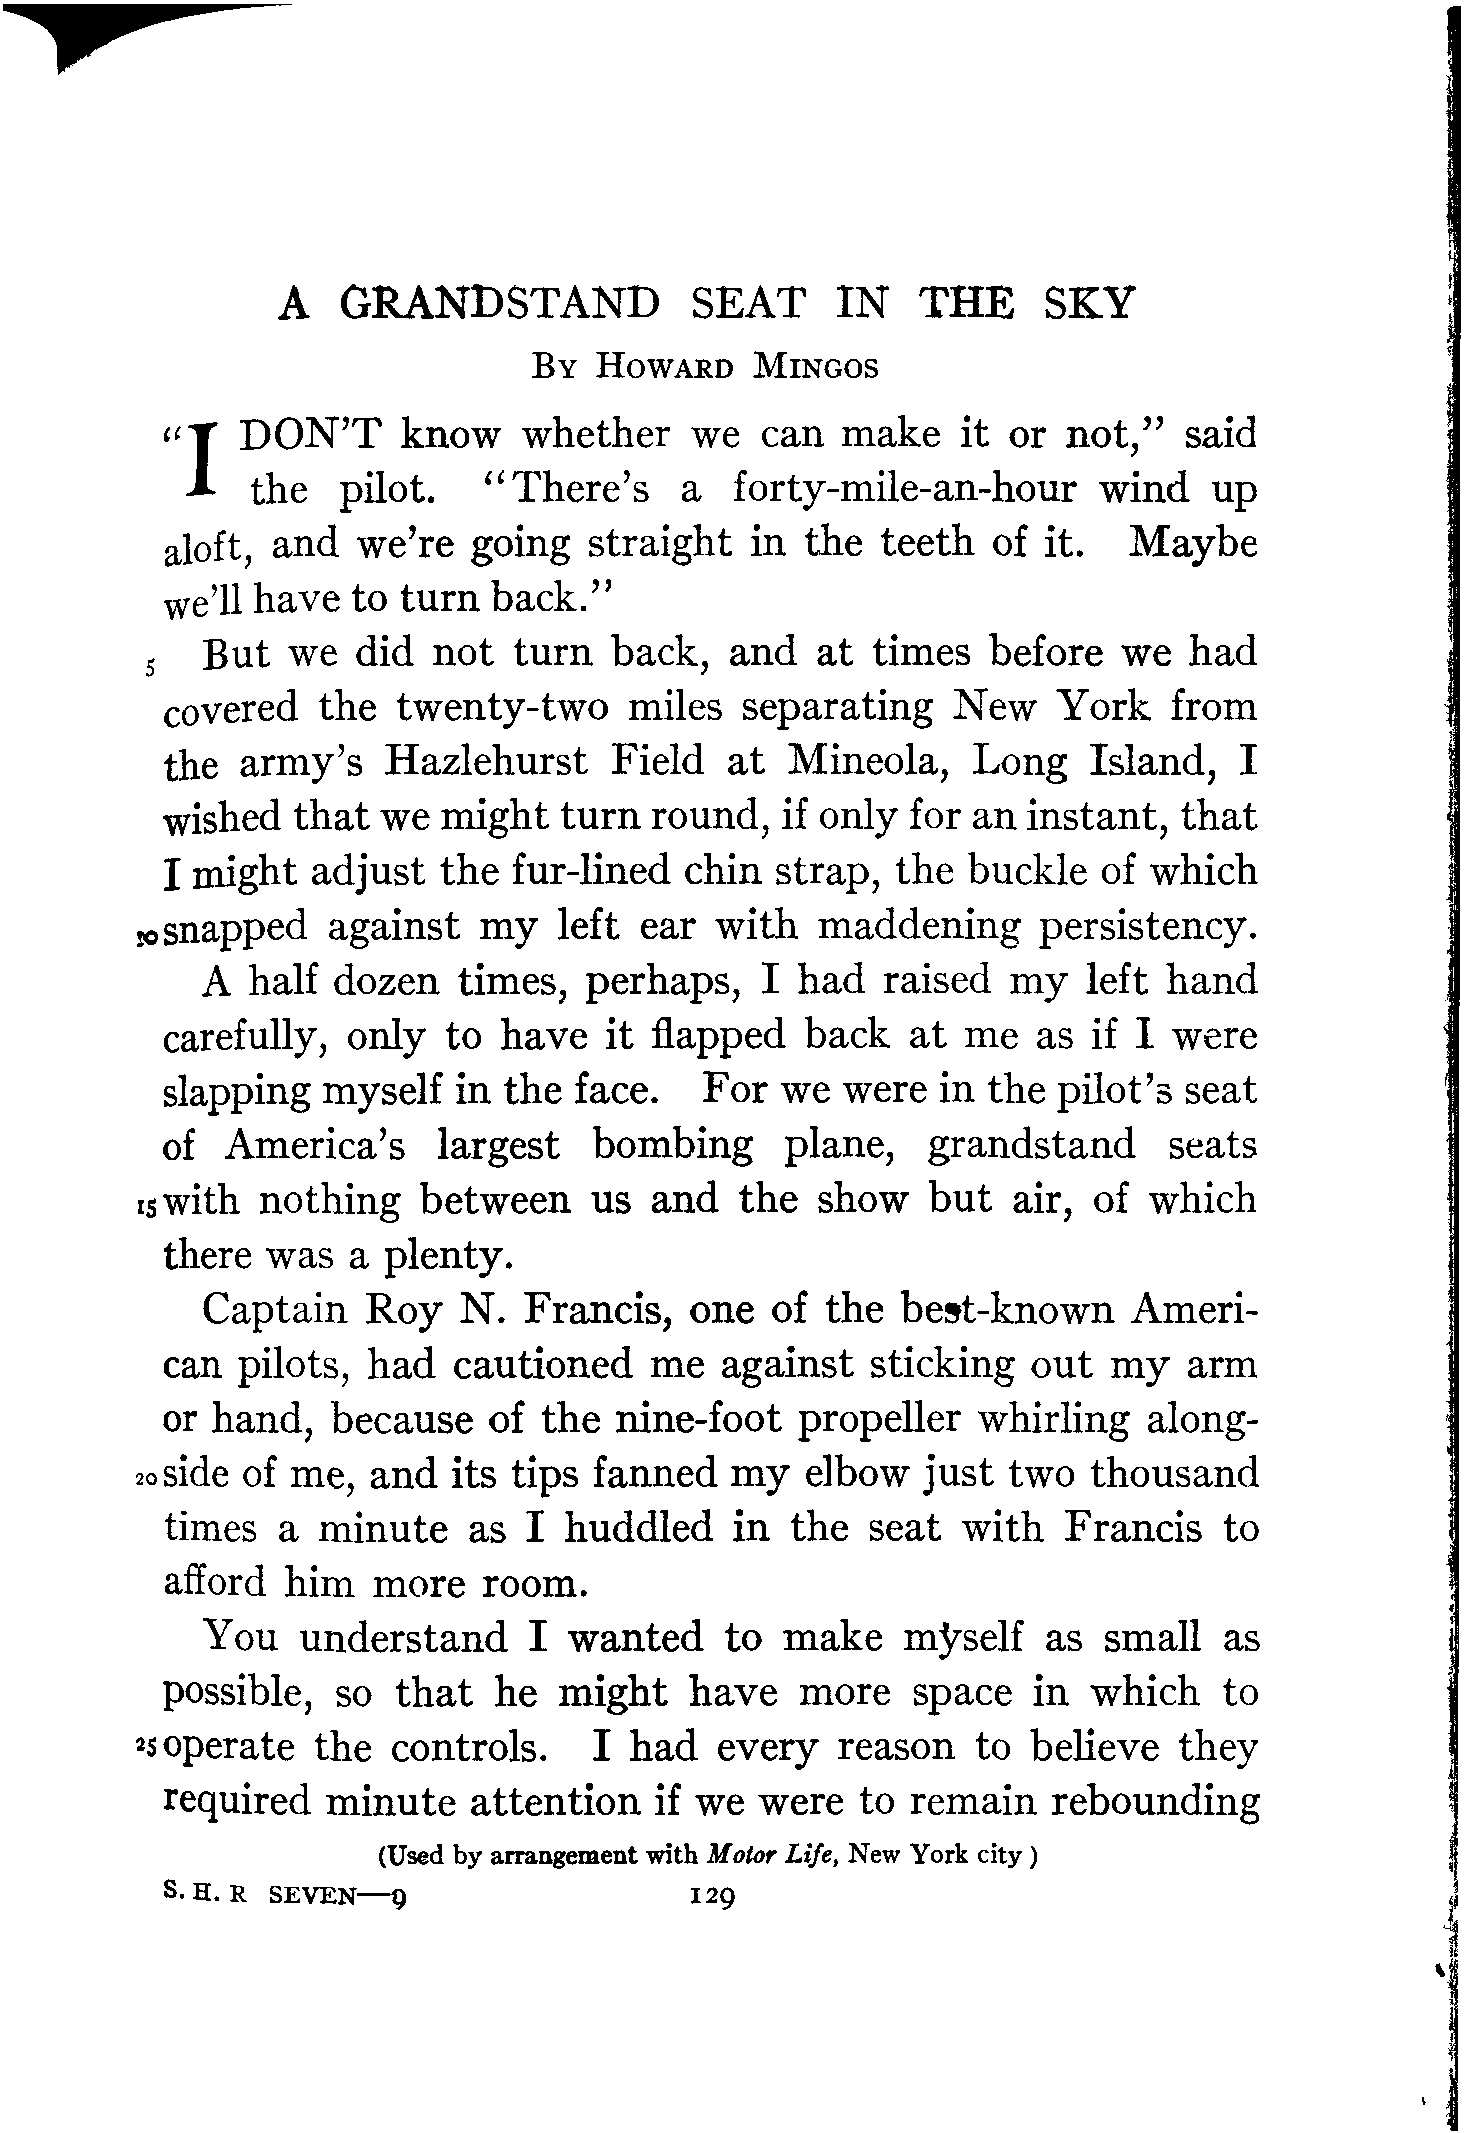 A GRANDSTAND SEAT IN THE SKY
BY HOWARD MINGOS
"I DON'T know whether we can make it or not," said
the pilot. "There's a forty-mile-an-hour wind up
aloft, and we're going straight in the teeth of it. Maybe
we'll have to turn back."
5 But we did not turn back, and at times before we had
covered the twenty-two miles separating New York from
the army's Hazlehurst Field at Mineola, Long Island, I
wished that we might turn round, if only for an instant, that
I might adjust the fur-lined chin strap, the buckle of which
10 snapped against my left ear with maddening persistency.
A half dozen times, perhaps, I had raised my left hand
carefully, only to have it flapped back at me as if I were
slapping myself in the face. For we were in the pilot's seat
of America's largest bombing plane, grandstand seats
15 with nothing between us and the show but air, of which
there was a plenty.
Captain Roy N. Francis, one of the best-known Ameri-
can pilots, had cautioned me against sticking out my arm
or hand, because of the nine-foot propeller whirling along-
20 side of me, and its tips fanned my elbow just two thousand
times a minute as I huddled in the seat with Francis to
afford him more room.
You understand I wanted to make myself as small as
possible, so that he might have more space in which to
25 operate the controls. I had every reason to believe they
required minute attention if we were to remain rebounding
(Used by arrangement with Motor Life, New York city)
S. H. R SEVEN—9 129